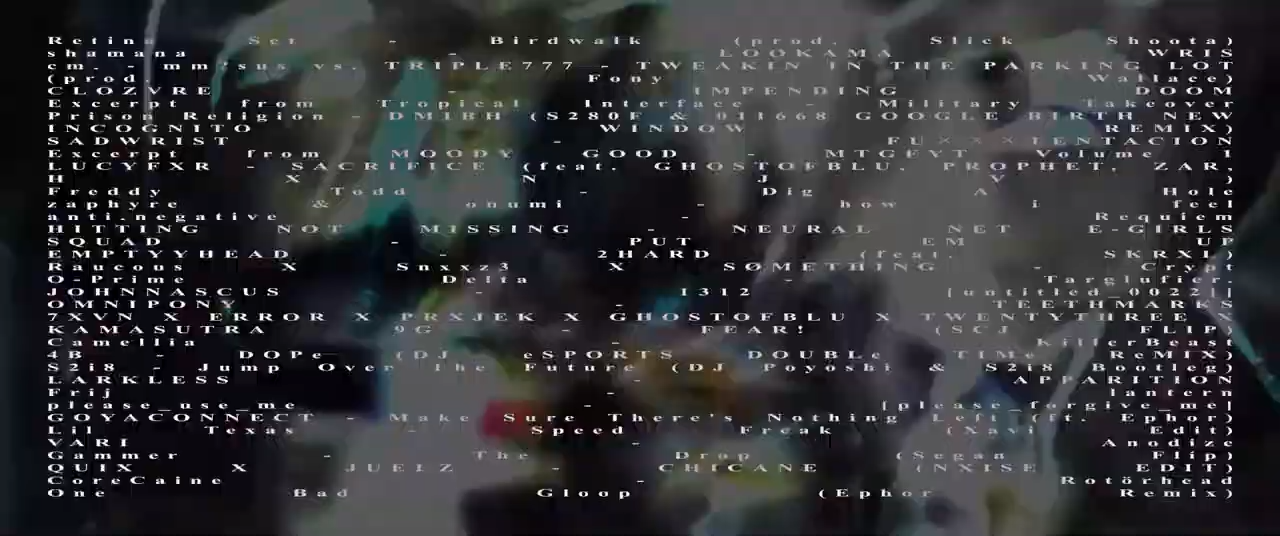 Retina Set - Birdwalk (prod. Slick Shoota)
shamana - LOOKAMA WRIS
em - mm/sus vs. TRIPLE777 - TWEAKIN IN THE PARKING LOT
(prod. Fony Wallace)
CLOZVRE - IMPENDING DOOM
Excerpt from Tropical Interface - Military Takeover
Prison Religion - DM1BH (S280F & 011668 GOOGLE BIRTH NEW
INCOGNITO WINDOW REMIX)
SADWRIST - FUXXXTENTACION
Excerpt from MOODY GOOD - MTGFYT Volume 1
LUCYFXR - SACRIFICE (feat. GHOSTOFBLU, PROPHET, ZAR,
H X N J V )
Freddy Todd - Dig A Hole
zaphyre & onumi - how i feel
anti.negative - Requiem
HITTING NOT MISSING - NEURAL NET E-GIRLS
SQUAD - PUT EM UP
EMPTYYHEAD - 2HARD (feat. SKRXL)
Raucous X Snxxz3 X SØMETHING - Crypt
O-Prime Delta - Targlufier.
JOHNNASCUS - 1312 [untitled_0022]
OMNIPONY - TEETHMARKS
7XVN X ERROR X PRXJEK X GHOSTOFBLU X TWENTYTHREE X
KAMASUTRA 9G - FEAR! (SCJ FLIP)
Camellia - KillerBeast
4B - DOPe (DJ eSPORTS DOUBLe TIMe ReMIX)
S2i8 - Jump Over The Future (DJ Poyoshi & S2i8 Bootleg)
LARKLESS - APPARITION
Frij - lantern
please_use_me - [please_forgive_me]
GOYACONNECT - Make Sure There's Nothing Left (ft. Ephor)
Lil Texas - Speed Freak (Xavi Edit)
VARI - Anodize
Gammer - The Drop (Segan Flip)
QUIX X JUELZ - CHICANE (NXISE EDIT)
CoreCaine - Rotörhead
One Bad Gloop (Ephor Remix)